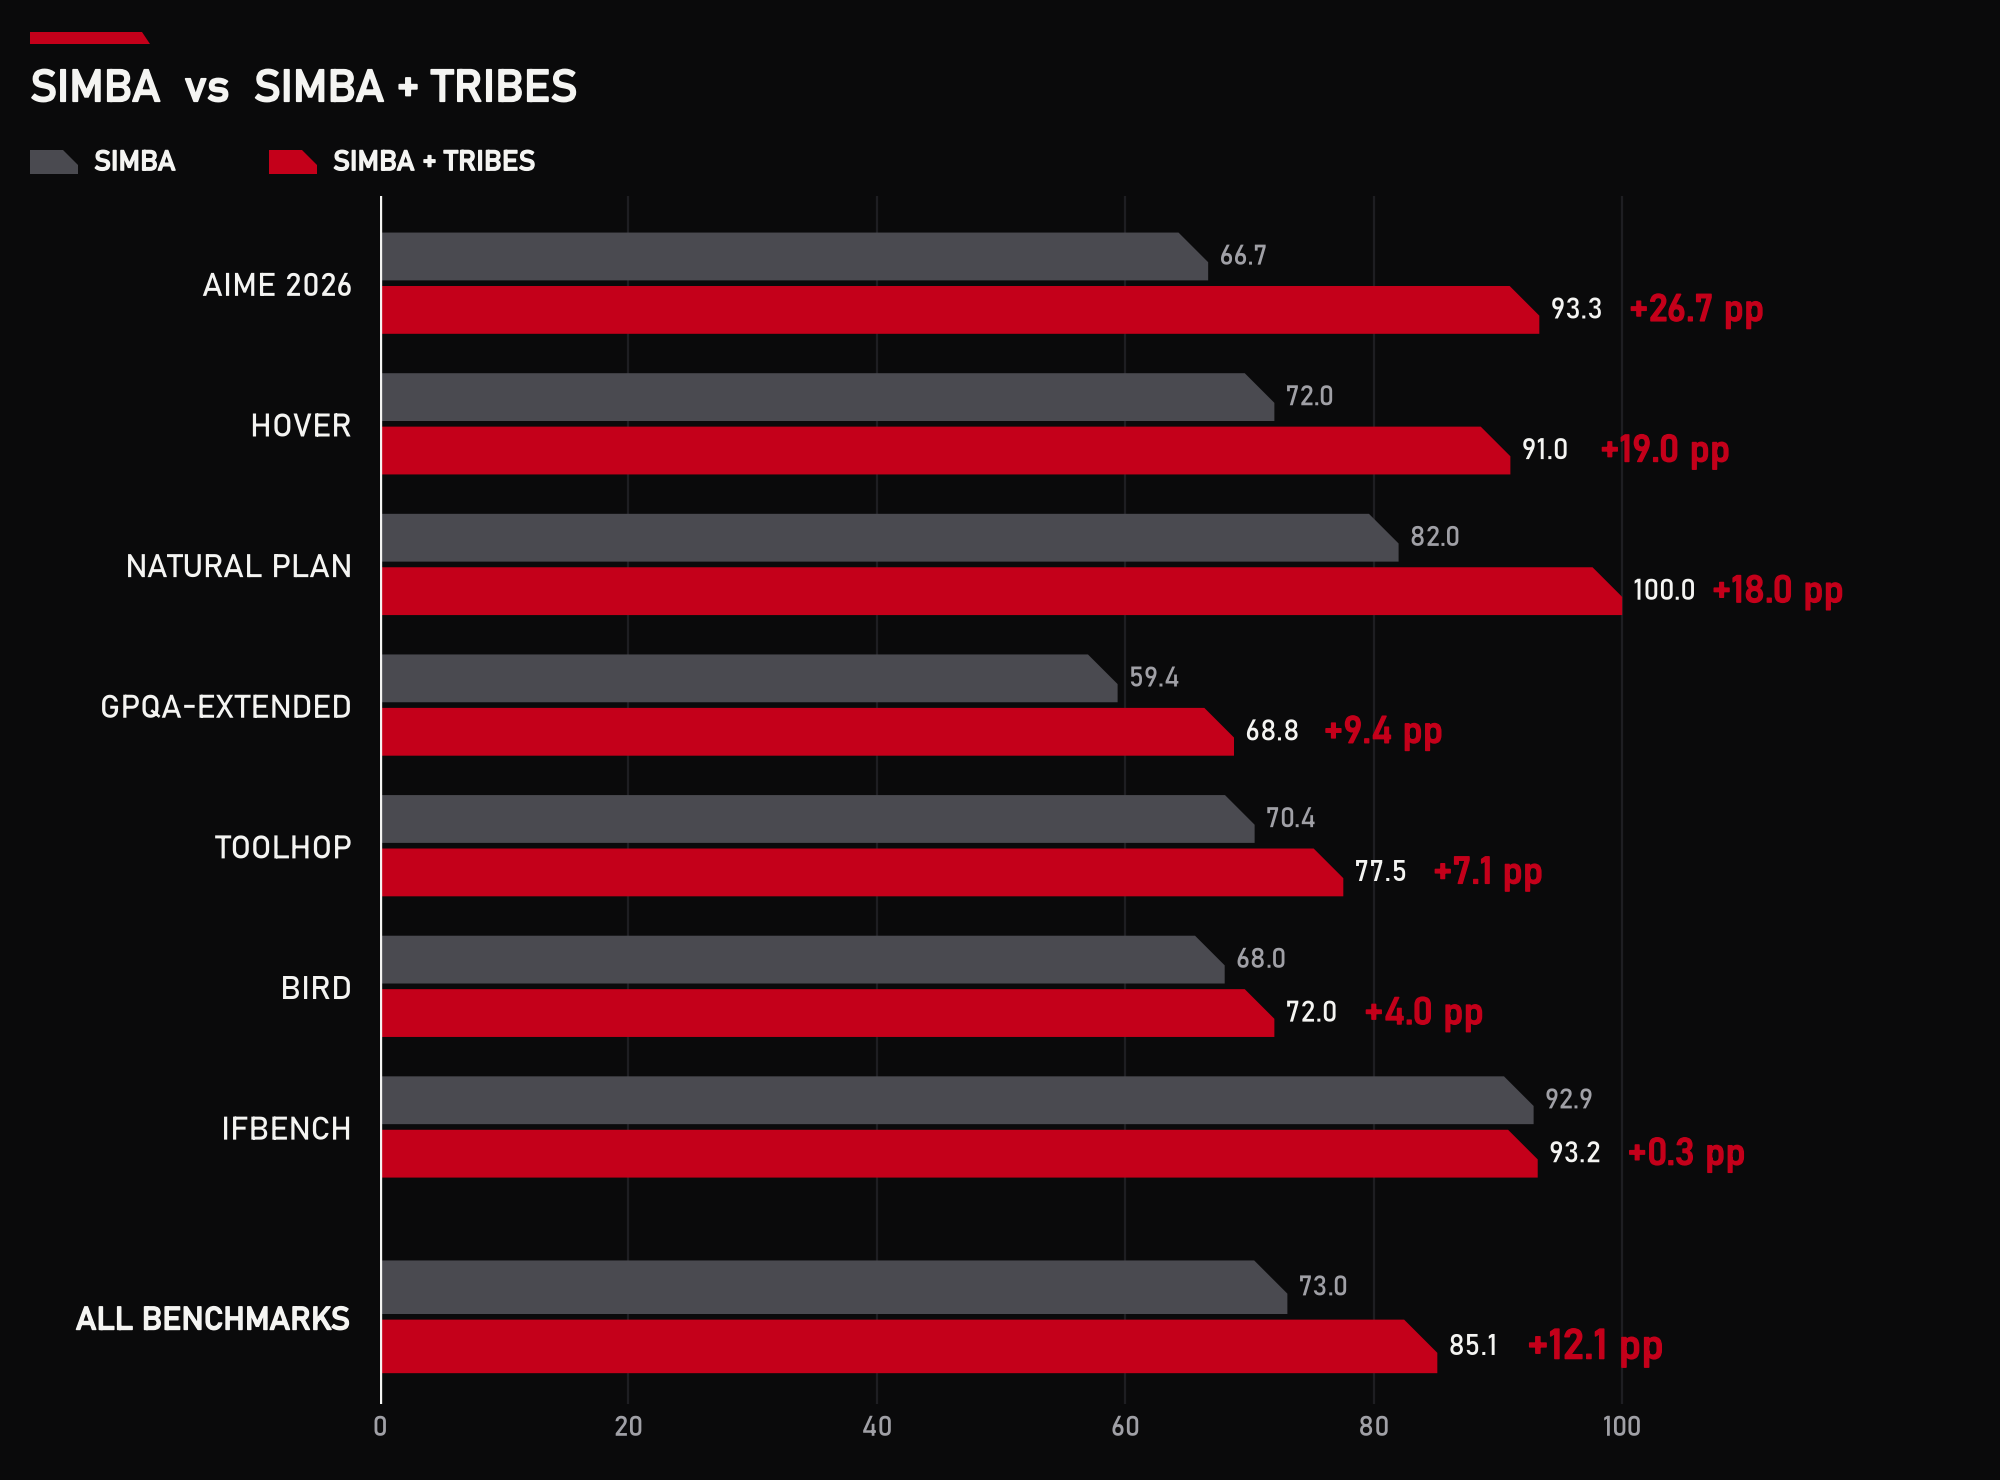 SIMBA vs SIMBA + TRIBES
SIMBA
SIMBA + TRIBES
AIME 2026
66.7
93.3 +26.7 pp
HOVER
72.0
91.0 +19.0 pp
NATURAL PLAN
82.0
100.0 +18.0 pp
GPQA-EXTENDED
59.4
68.8 +9.4 pp
TOOLHOP
70.4
77.5 +7.1 pp
BIRD
68.0
72.0 +4.0 pp
IFBENCH
92.9
93.2 +0.3 pp
ALL BENCHMARKS
73.0
85.1 +12.1 pp
0 20 40 60 80 100